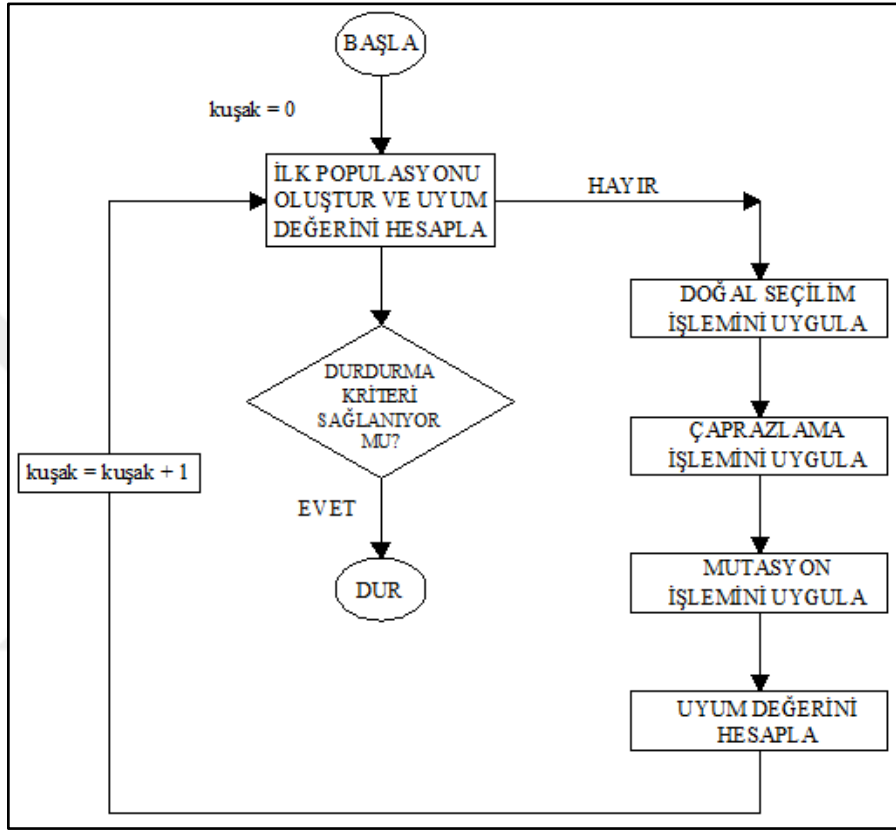 BAŞLA
kuşak = 0
İLK POPULASYONU
OLUŞTUR VE UYUM
DEĞERİNİ HESAPLA
HAYIR
DOĞAL SEÇİLİM
İŞLEMİNİ UYGULA
DURDURMA
KRİTERİ
SAĞLANIYOR
MU?
ÇAPRAZLAMA
İŞLEMİNİ UYGULA
kuşak = kuşak + 1
EVET
MUTASYON
İŞLEMİNİ UYGULA
DUR
UYUM DEĞERİNİ
HESAPLA